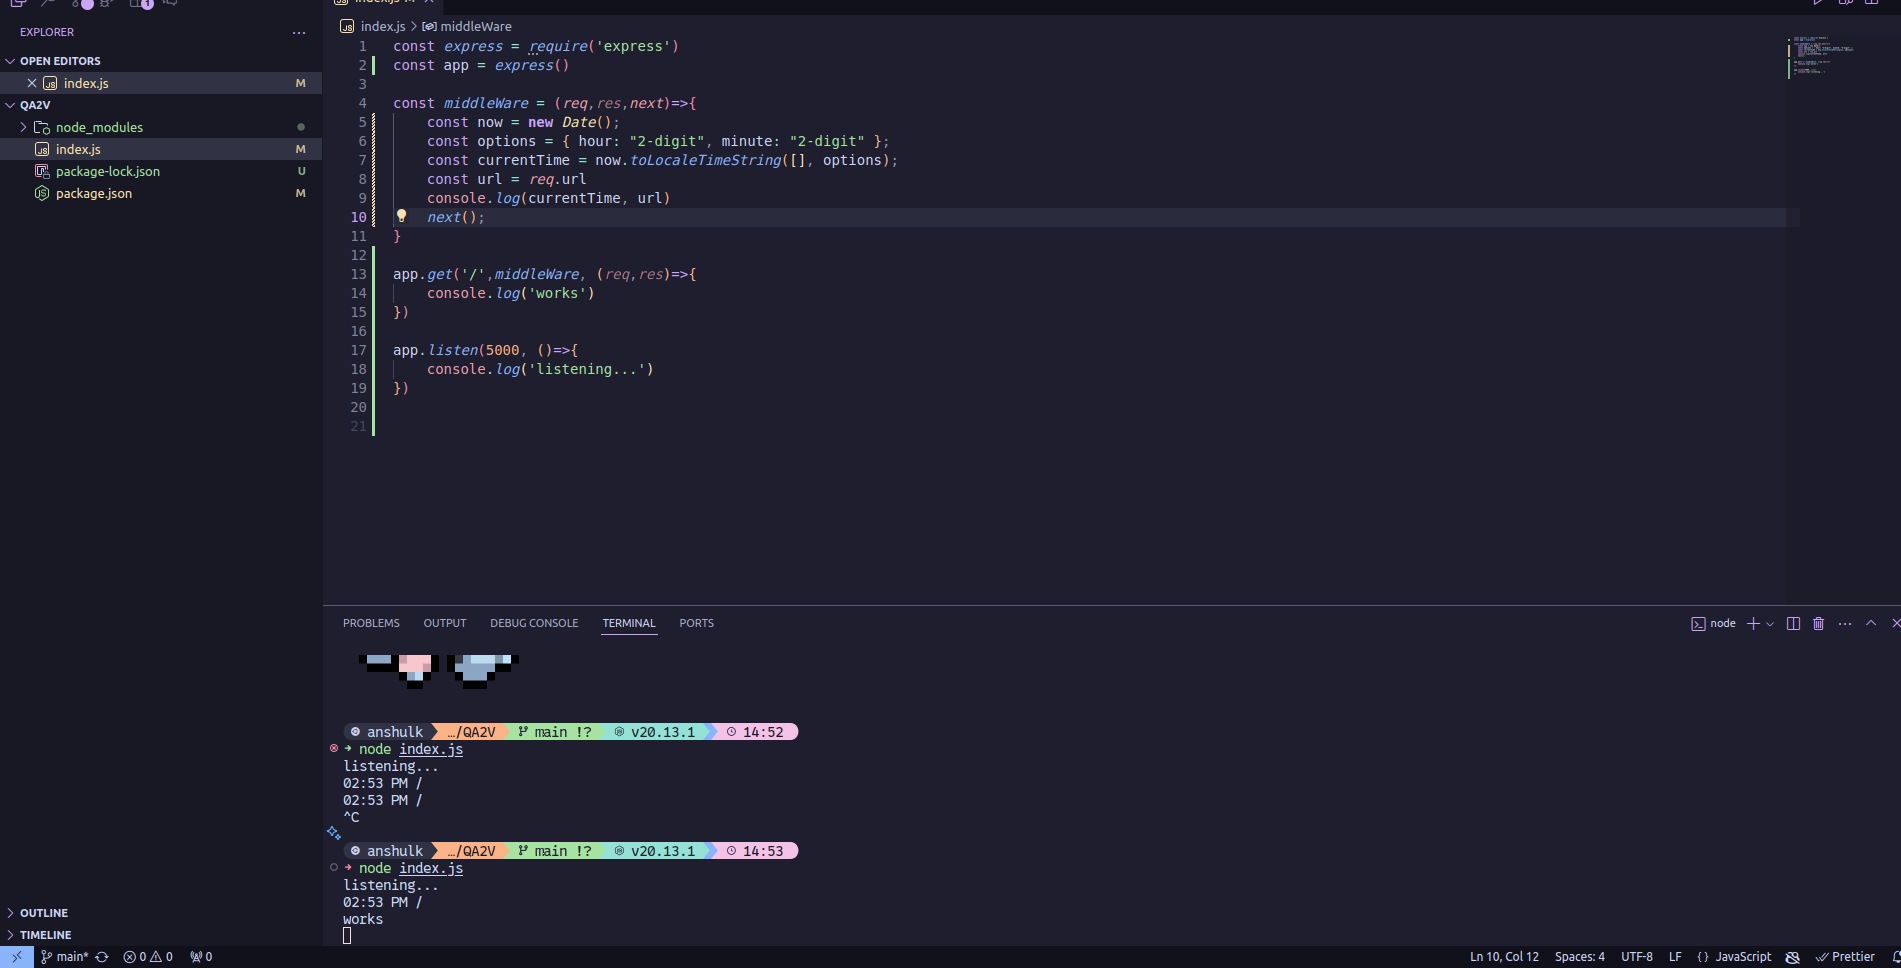 index.js M
EXPLORER
OPEN EDITORS
index.js M
QA2V
node_modules
index.js M
package-lock.json U
package.json M
OUTLINE
TIMELINE
index.js > middleWare
1 const express = require('express')
2 const app = express()
3
4 const middleWare = (req,res,next)=>{
5 const now = new Date();
6 const options = { hour: "2-digit", minute: "2-digit" };
7 const currentTime = now.toLocaleTimeString([], options);
8 const url = req.url
9 console.log(currentTime, url)
10 next();
11 }
12
13 app.get('/',middleWare, (req,res)=>{
14 console.log('works')
15 })
16
17 app.listen(5000, ()=>{
18 console.log('listening...')
19 })
20
21
PROBLEMS OUTPUT DEBUG CONSOLE TERMINAL PORTS
node
anshulk …/QA2V main !? v20.13.1 14:52
node index.js
listening...
02:53 PM /
02:53 PM /
^C
anshulk …/QA2V main !? v20.13.1 14:53
node index.js
listening...
02:53 PM /
works
main* 0 0 0
Ln 10, Col 12 Spaces: 4 UTF-8 LF { } JavaScript Prettier